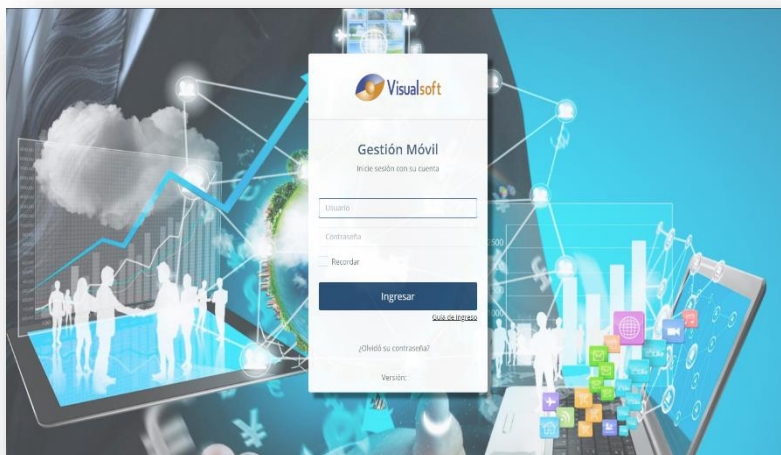 Visualsoft
Gestión Móvil
Inicie sesión con su cuenta
Usuario
Contraseña
Recordar
Ingresar
Guía de Ingreso
¿Olvidó su contraseña?
Versión:
2500